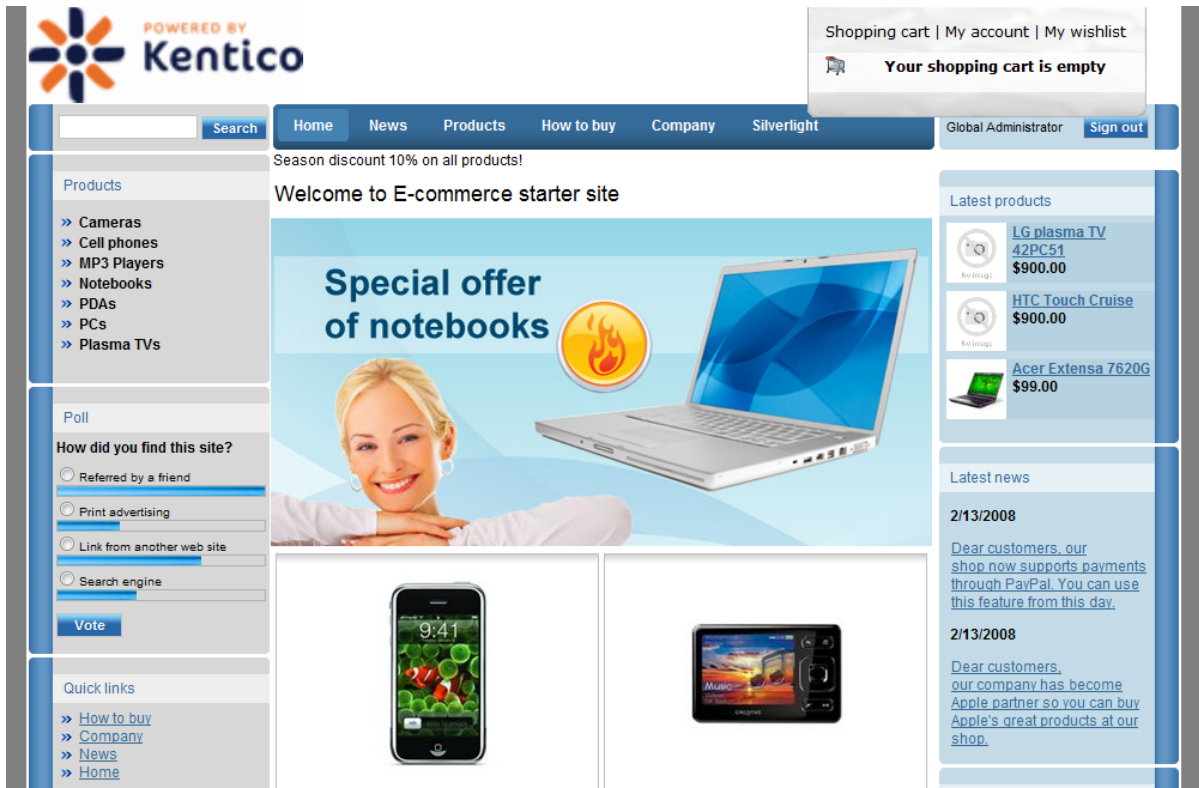 POWERED BY
Kentico
Shopping cart | My account | My wishlist
Your shopping cart is empty
Search
Home
News
Products
How to buy
Company
Silverlight
Global Administrator
Sign out
Products
Cameras
Cell phones
MP3 Players
Notebooks
PDAs
PCs
Plasma TVs
Poll
How did you find this site?
Referred by a friend
Print advertising
Link from another web site
Search engine
Vote
Quick links
How to buy
Company
News
Home
Season discount 10% on all products!
Welcome to E-commerce starter site
Special offer
of notebooks
9:41
Music
CREATIVE
Latest products
No image
LG plasma TV
42PC51
$900.00
No image
HTC Touch Cruise
$900.00
Acer Extensa 7620G
$99.00
Latest news
2/13/2008
Dear customers, our
shop now supports payments
through PayPal. You can use
this feature from this day.
2/13/2008
Dear customers,
our company has become
Apple partner so you can buy
Apple's great products at our
shop.